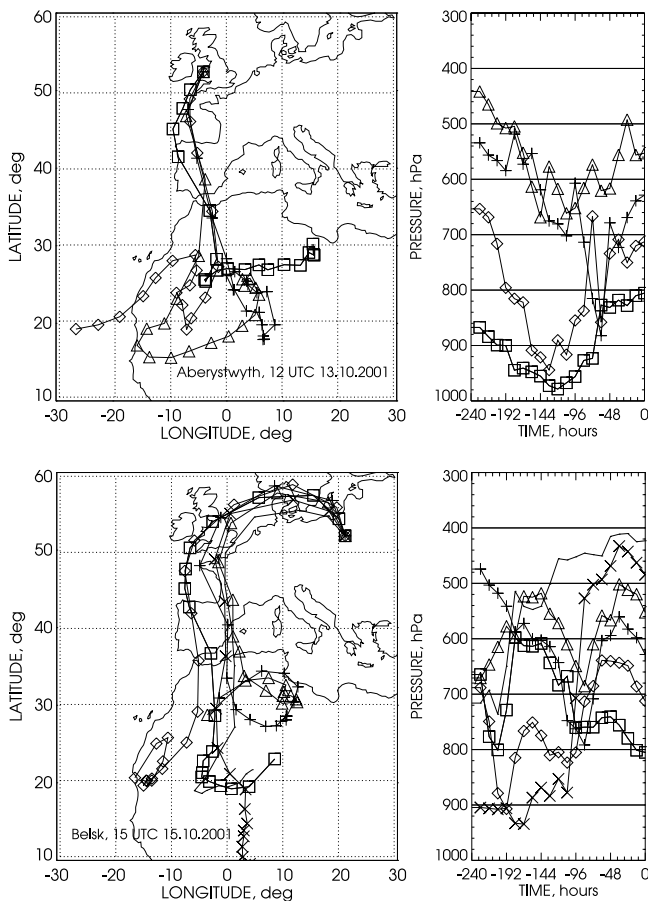 60
50
40
30
20
10
LATITUDE, deg
Aberystwyth, 12 UTC 13.10.2001
-30 -20 -10 0 10 20 30
LONGITUDE, deg
300
400
500
600
700
800
900
1000
PRESSURE, hPa
-240 -192 -144 -96 -48 0
TIME, hours
60
50
40
30
20
10
LATITUDE, deg
Belsk, 15 UTC 15.10.2001
-30 -20 -10 0 10 20 30
LONGITUDE, deg
300
400
500
600
700
800
900
1000
PRESSURE, hPa
-240 -192 -144 -96 -48 0
TIME, hours